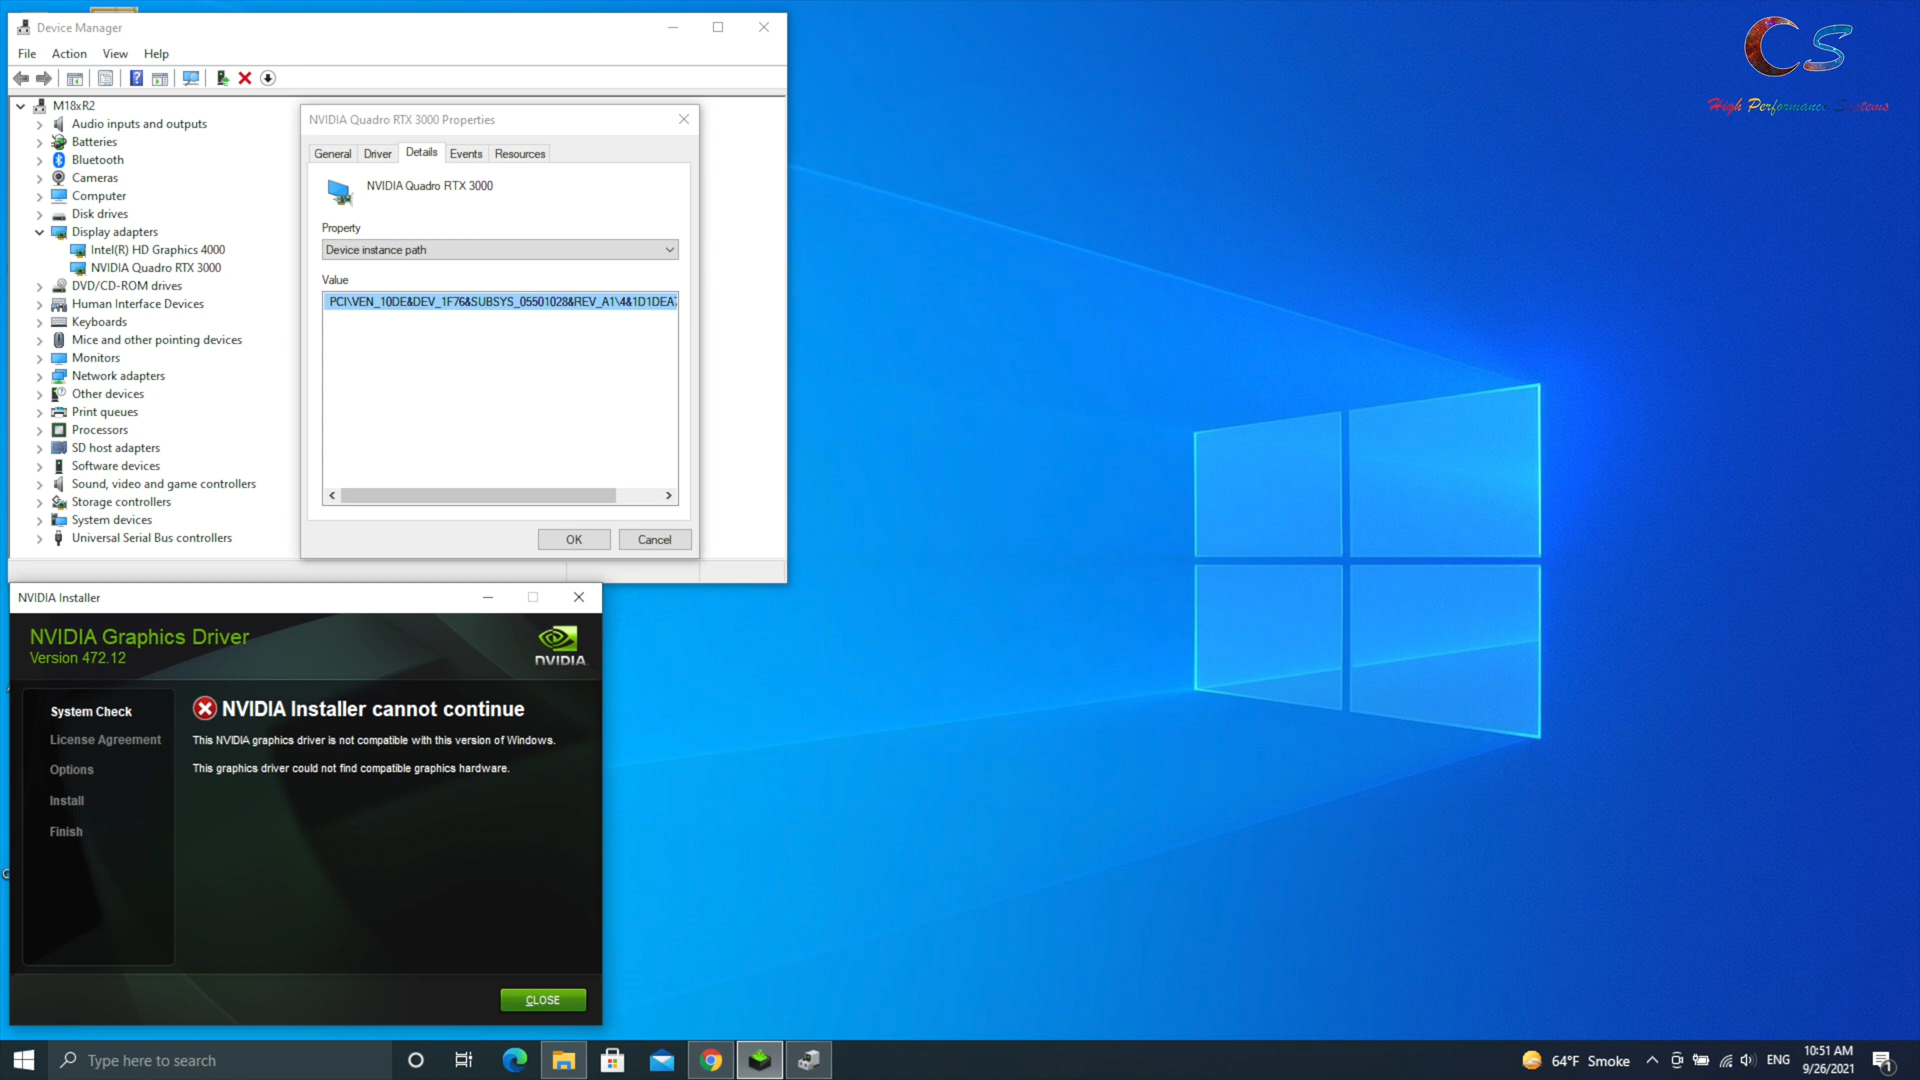 Device Manager
File Action View Help
M18xR2
Audio inputs and outputs
Batteries
Bluetooth
Cameras
Computer
Disk drives
Display adapters
Intel(R) HD Graphics 4000
NVIDIA Quadro RTX 3000
DVD/CD-ROM drives
Human Interface Devices
Keyboards
Mice and other pointing devices
Monitors
Network adapters
Other devices
Print queues
Processors
SD host adapters
Software devices
Sound, video and game controllers
Storage controllers
System devices
Universal Serial Bus controllers
NVIDIA Quadro RTX 3000 Properties
General Driver Details Events Resources
NVIDIA Quadro RTX 3000
Property
Device instance path
Value
PCI\VEN_10DE&DEV_1F76&SUBSYS_05501028&REV_A1\4&1D1DEA
OK Cancel
CS
High Performance Systems
NVIDIA Installer
NVIDIA Graphics Driver
Version 472.12
NVIDIA
System Check
License Agreement
Options
Install
Finish
NVIDIA Installer cannot continue
This NVIDIA graphics driver is not compatible with this version of Windows.
This graphics driver could not find compatible graphics hardware.
CLOSE
Type here to search
64°F Smoke
ENG
10:51 AM
9/26/2021
1